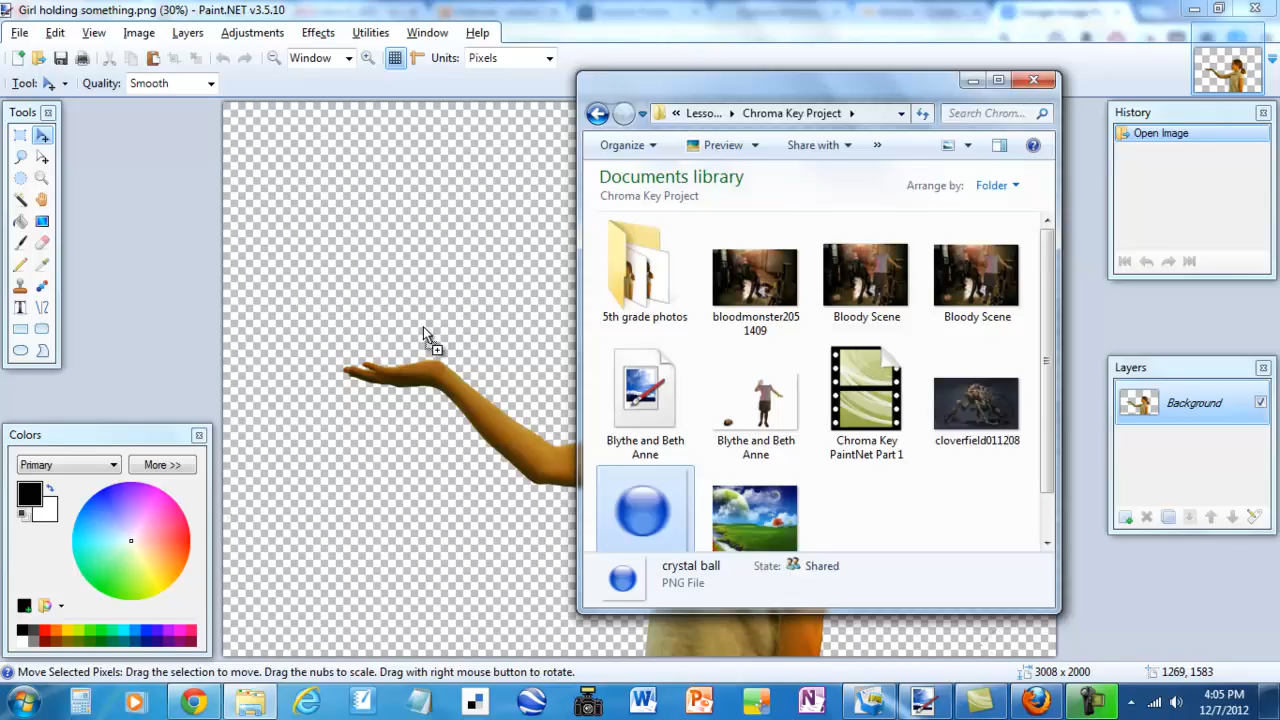 Girl holding something.png (30%) - Paint.NET v3.5.10
File Edit View Image Layers Adjustments Effects Utilities Window Help
Window Units: Pixels
Tool: Quality: Smooth
Tools
Lesso... Chroma Key Project Search Chrom...
Organize Preview Share with »
Documents library
Chroma Key Project
Arrange by: Folder
5th grade photos
bloodmonster205
1409
Bloody Scene
Bloody Scene
Blythe and Beth
Anne
Blythe and Beth
Anne
Chroma Key
PaintNet Part 1
cloverfield011208
crystal ball State: Shared
PNG File
History
Open Image
Layers
Background
Colors
Primary More >>
Move Selected Pixels: Drag the selection to move. Drag the nubs to scale. Drag with right mouse button to rotate. 3008 x 2000 1269, 1583
4:05 PM
12/7/2012